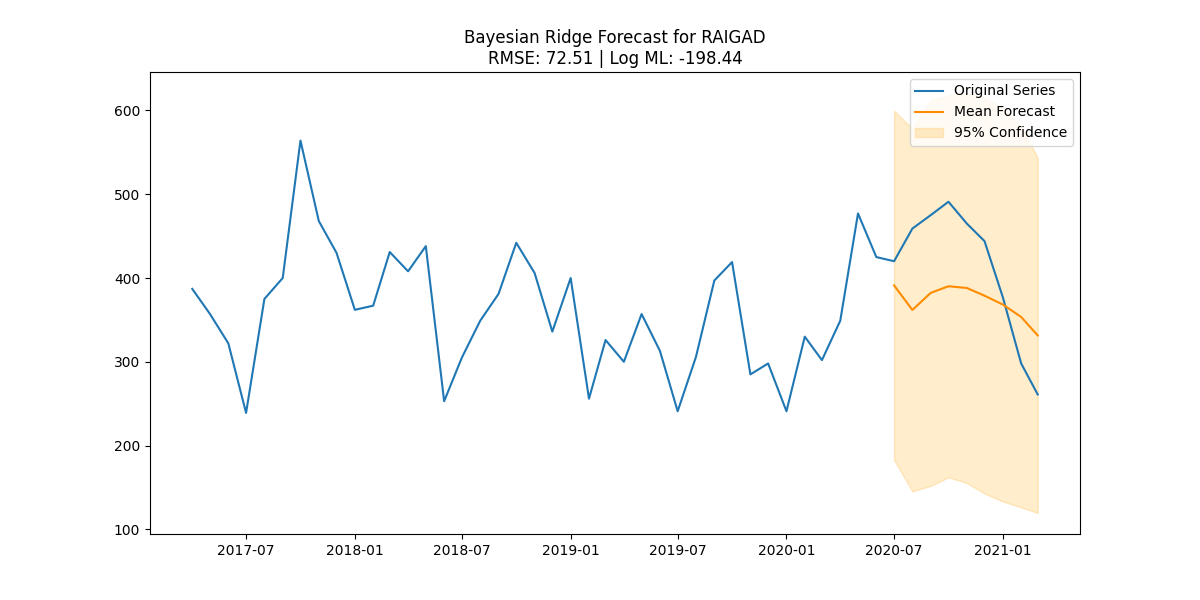 Bayesian Ridge Forecast for RAIGAD
RMSE: 72.51 | Log ML: -198.44
Original Series
Mean Forecast
95% Confidence
600
500
400
300
200
100
2017-07
2018-01
2018-07
2019-01
2019-07
2020-01
2020-07
2021-01